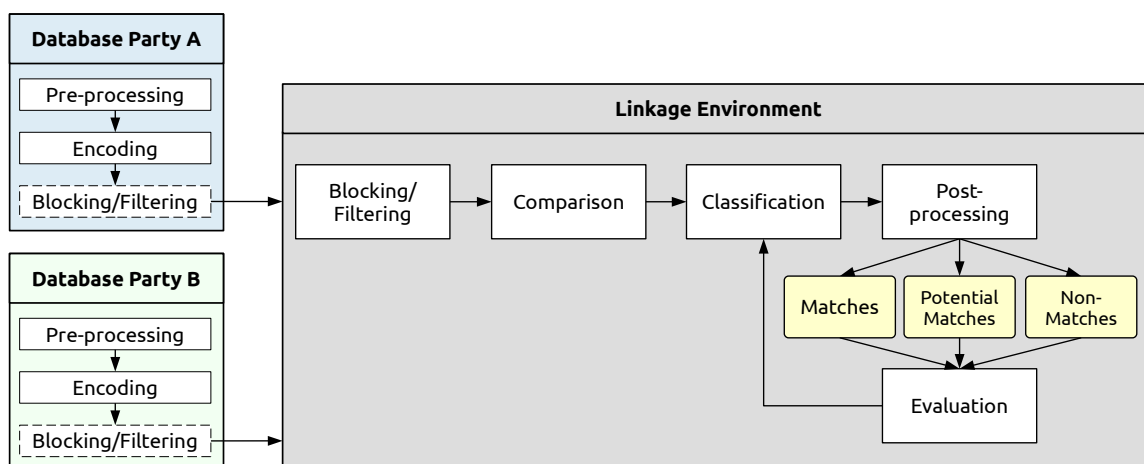 Database Party A
Pre-processing
Encoding
Blocking/Filtering
Database Party B
Pre-processing
Encoding
Blocking/Filtering
Linkage Environment
Blocking/
Filtering
Comparison
Classification
Post-
processing
Matches
Potential
Matches
Non-
Matches
Evaluation